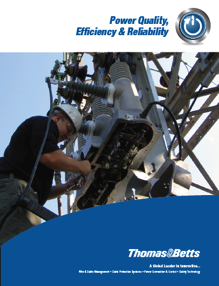 Power Quality,
Efficiency & Reliability
Thomas&Betts
A Global Leader in Innovative...
Wire & Cable Management • Cable Protection Systems • Power Connection & Control • Safety Technology